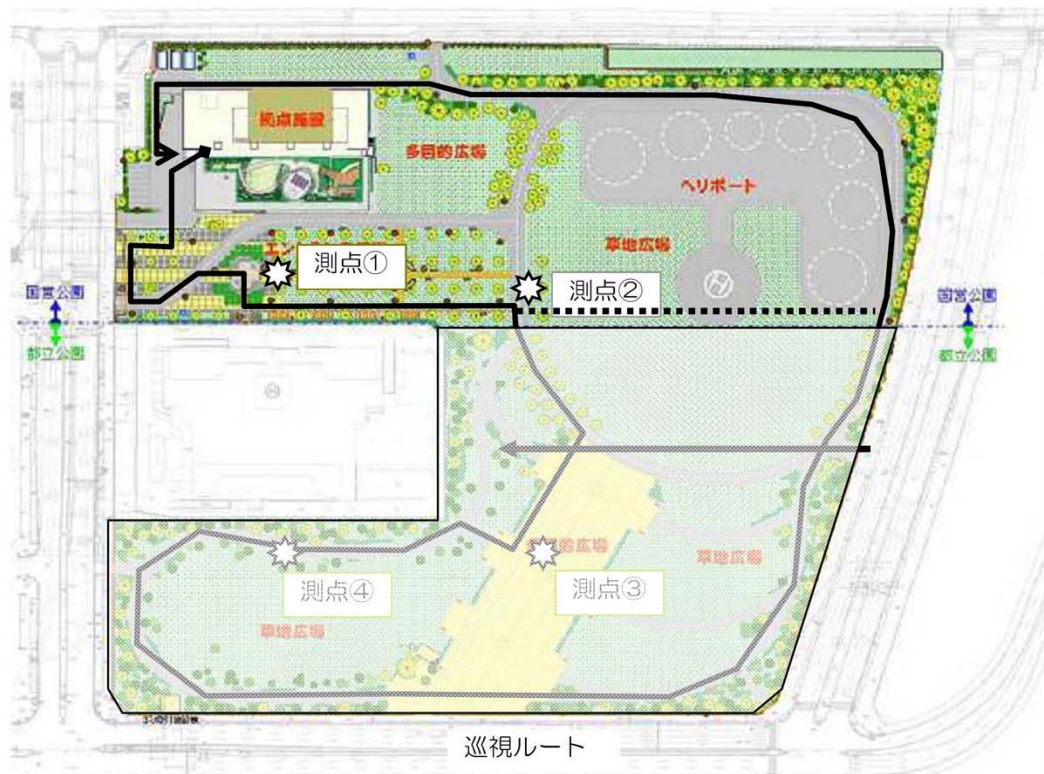 拠点施設
多目的広場
ヘリポート
草地広場
測点①
測点②
国営公園
都立公園
国営公園
都立公園
測点④
測点③
草地広場
草地広場
巡視ルート